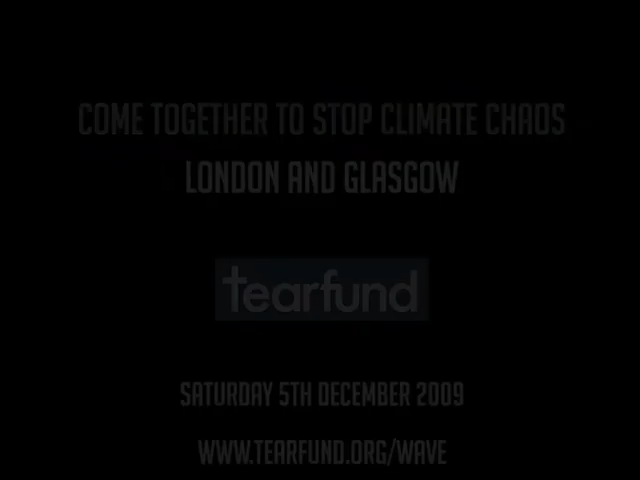 COME TOGETHER TO STOP CLIMATE CHAOS
LONDON AND GLASGOW
tearfund
SATURDAY 5TH DECEMBER 2009
WWW.TEARFUND.ORG/WAVE